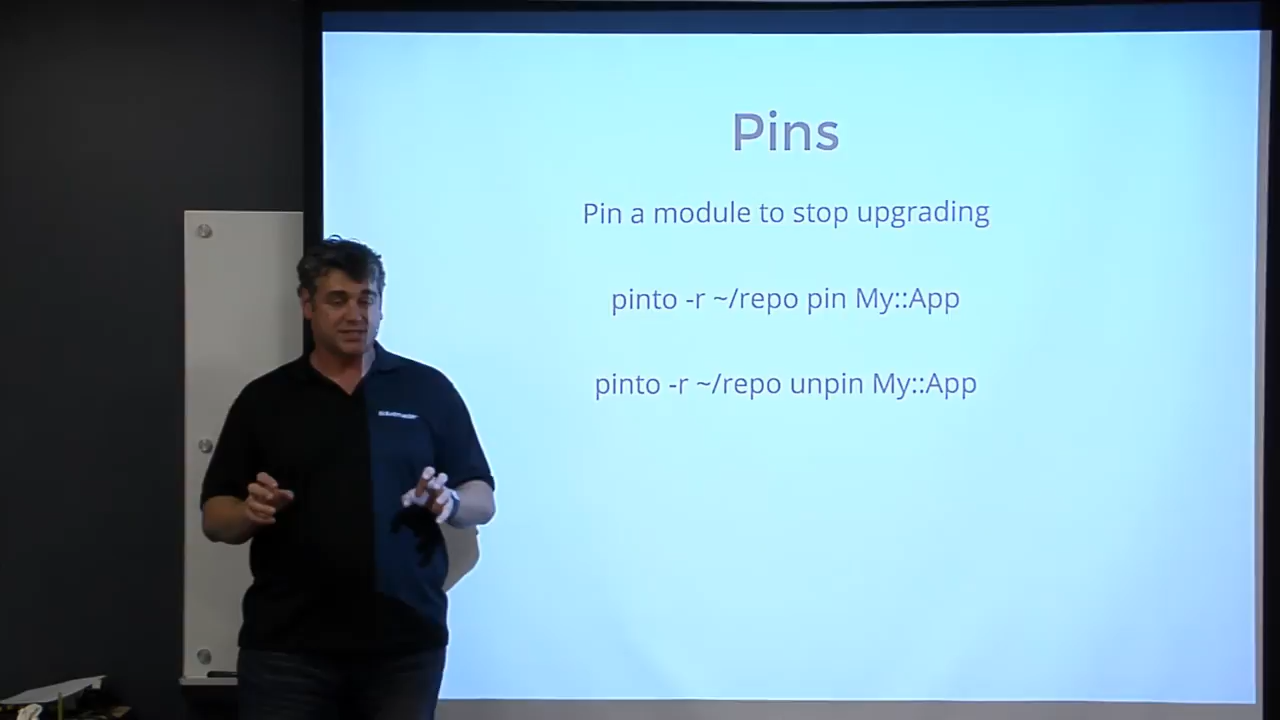 Pins
Pin a module to stop upgrading
pinto -r ~/repo pin My::App
pinto -r ~/repo unpin My::App